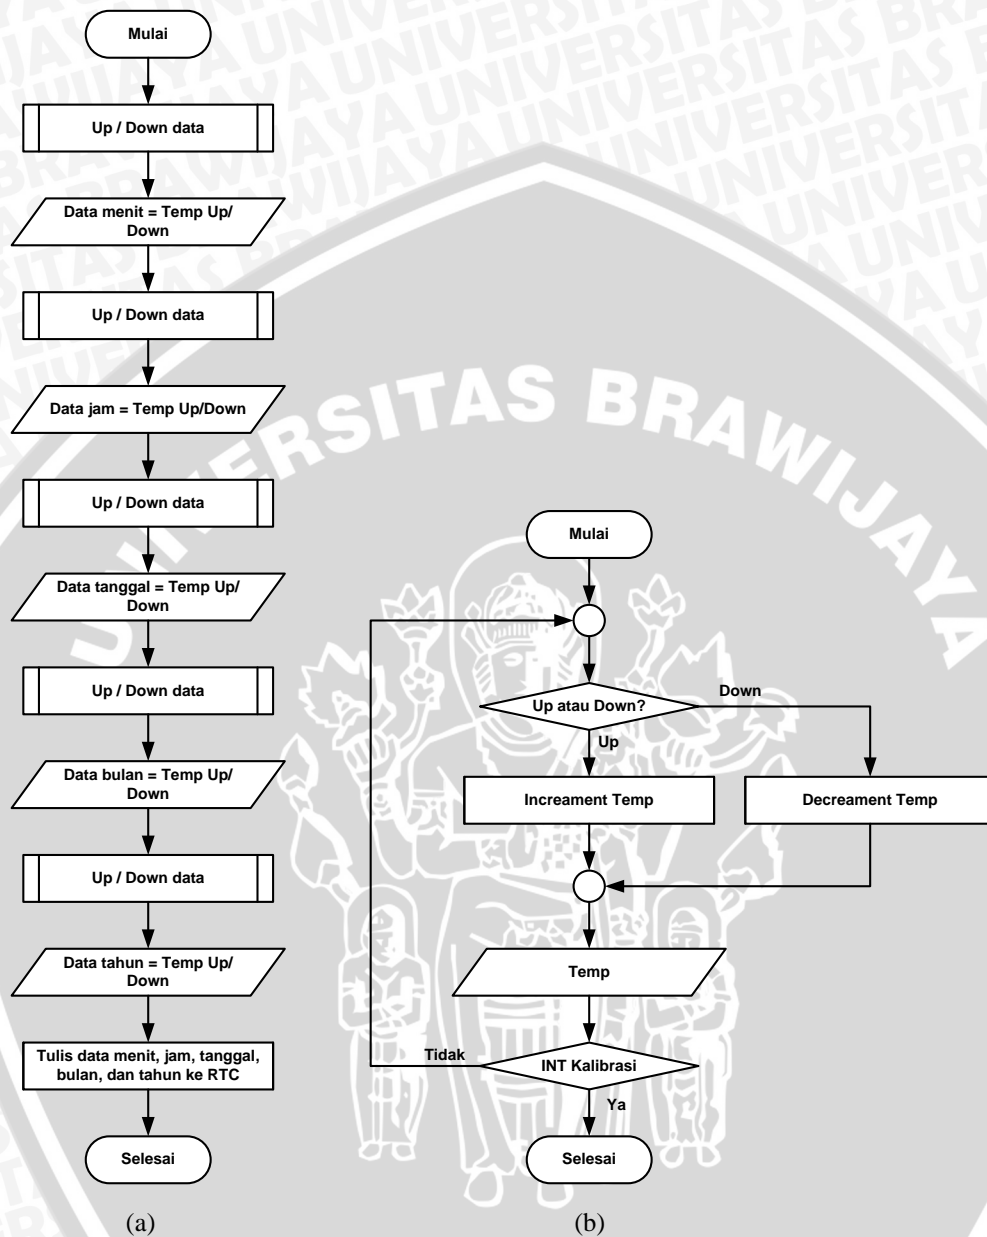 Mulai
Up / Down data
Data menit = Temp Up/
Down
Up / Down data
Data jam = Temp Up/Down
Up / Down data
Data tanggal = Temp Up/
Down
Up / Down data
Data bulan = Temp Up/
Down
Up / Down data
Data tahun = Temp Up/
Down
Tulis data menit, jam, tanggal,
bulan, dan tahun ke RTC
Selesai
(a)
Mulai
Up atau Down?
Down
Up
Increament Temp
Decreament Temp
Temp
INT Kalibrasi
Tidak
Ya
Selesai
(b)
UNIVERSITAS BRAWIJAYA